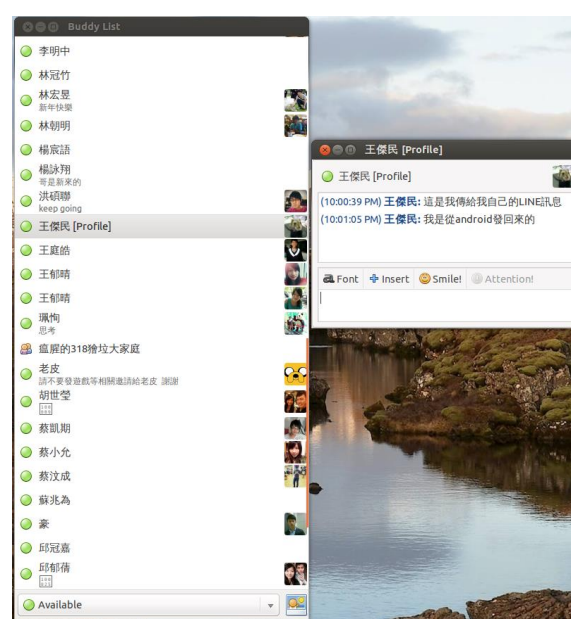 Buddy List
李明中
林冠竹
林宏昱
新年快樂
林朝明
楊宸語
楊詠翔
哥是新來的
洪碩聯
keep going
王傑民 [Profile]
王庭皓
王郁晴
王郁晴
珮恂
思考
瘟腥的318獪垃大家庭
老皮
請不要發遊戲等相關邀請給老皮 謝謝
胡世瑩
蔡凱期
蔡小允
蔡汶成
蘇兆為
豪
邱冠嘉
邱郁蒨
Available
王傑民 [Profile]
王傑民 [Profile]
(10:00:39 PM) 王傑民: 這是我傳給我自己的LINE訊息
(10:01:05 PM) 王傑民: 我是從android發回來的
Font Insert Smile! Attention!